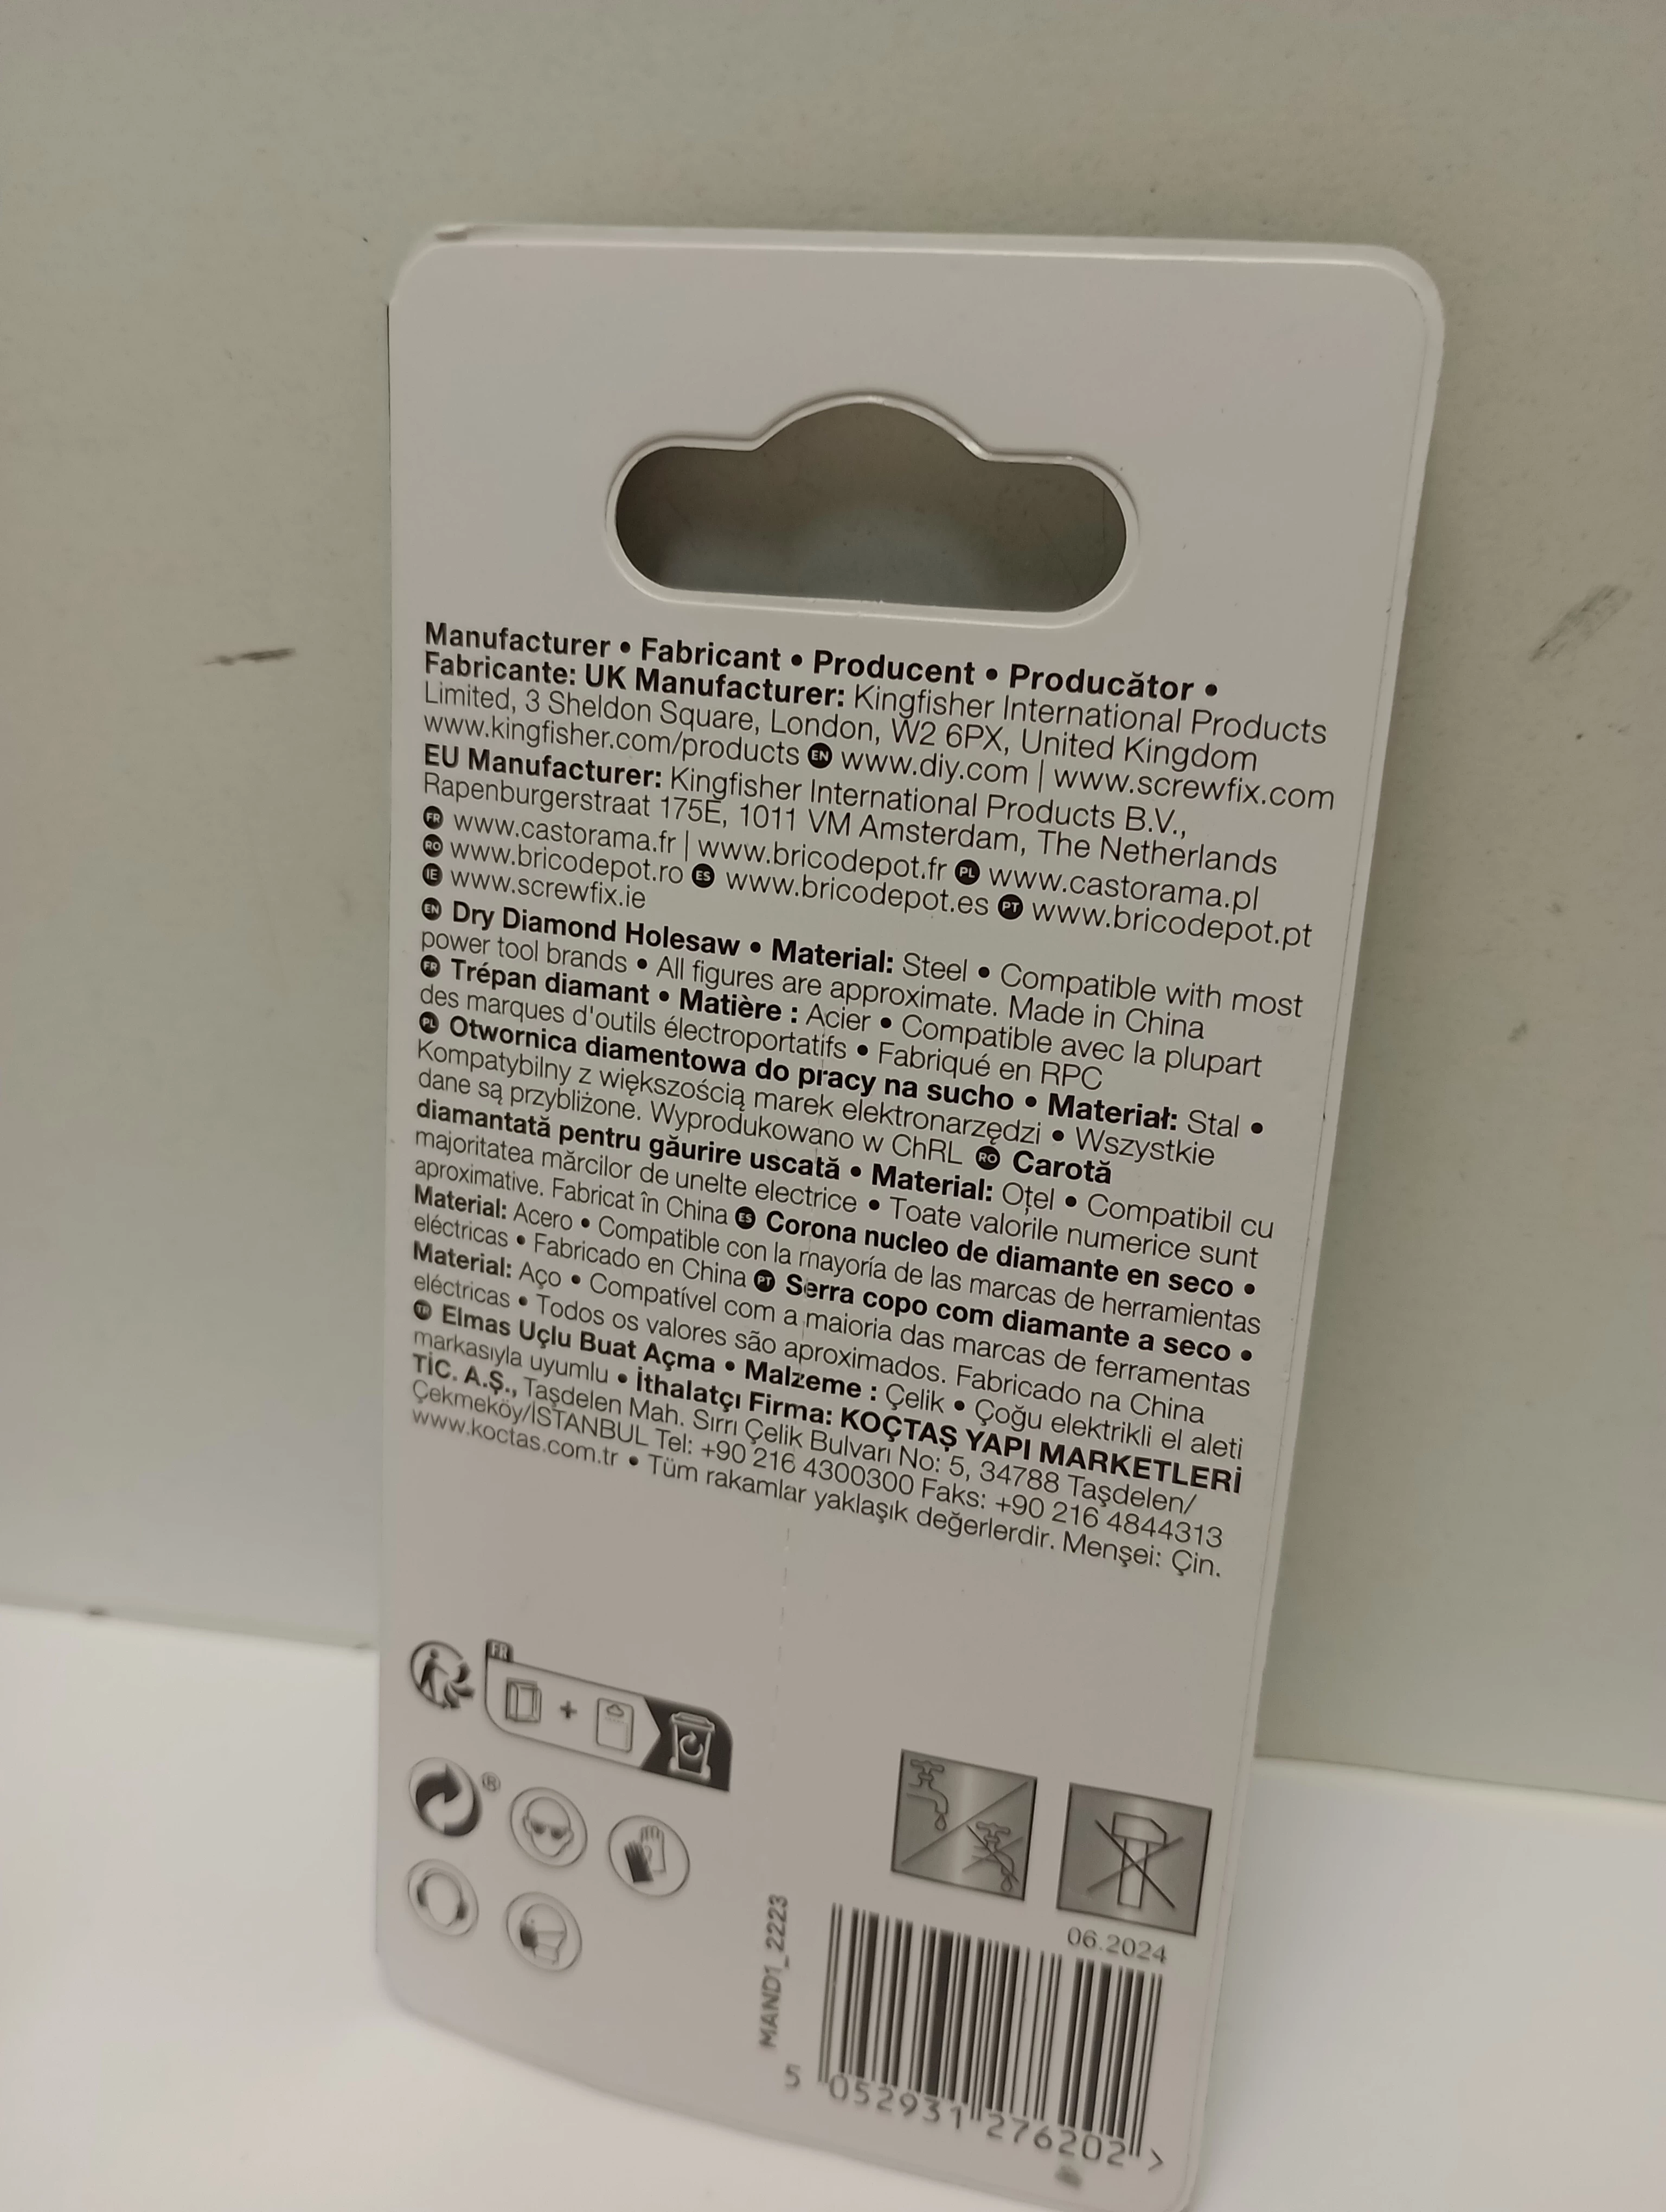 Manufacturer • Fabricant • Producent • Producător •
Fabricante: UK Manufacturer: Kingfisher International Products
Limited, 3 Sheldon Square, London, W2 6PX, United Kingdom
www.kingfisher.com/products EN www.diy.com | www.screwfix.com
EU Manufacturer: Kingfisher International Products B.V.,
Rapenburgerstraat 175E, 1011 VM Amsterdam, The Netherlands
FR www.castorama.fr | www.bricodepot.fr PL www.castorama.pl
RO www.bricodepot.ro ES www.bricodepot.es PT www.bricodepot.pt
IE www.screwfix.ie
EN Dry Diamond Holesaw • Material: Steel • Compatible with most
power tool brands • All figures are approximate. Made in China
FR Trépan diamant • Matière : Acier • Compatible avec la plupart
des marques d'outils électroportatifs • Fabriqué en RPC
PL Otwornica diamentowa do pracy na sucho • Materiał: Stal •
Kompatybilny z większością marek elektronarzędzi • Wszystkie
dane są przybliżone. Wyprodukowano w ChRL RO Carotă
diamantată pentru găurire uscată • Material: Oțel • Compatibil cu
majoritatea mărcilor de unelte electrice • Toate valorile numerice sunt
aproximative. Fabricat în China ES Corona nucleo de diamante en seco •
Material: Acero • Compatible con la mayoría de las marcas de herramientas
eléctricas • Fabricado en China PT Serra copo com diamante a seco •
Material: Aço • Compatível com a maioria das marcas de ferramentas
eléctricas • Todos os valores são aproximados. Fabricado na China
TR Elmas Uçlu Buat Açma • Malzeme : Çelik • Çoğu elektrikli el aleti
markasıyla uyumlu • İthalatçı Firma: KOÇTAŞ YAPI MARKETLERİ
TİC. A.Ş., Taşdelen Mah. Sırrı Çelik Bulvarı No: 5, 34788 Taşdelen/
Çekmeköy/İSTANBUL Tel: +90 216 4300300 Faks: +90 216 4844313
www.koctas.com.tr • Tüm rakamlar yaklaşık değerlerdir. Menşei: Çin.
FR
+
®
06.2024
MAND1_2223
5 052931 276202 >